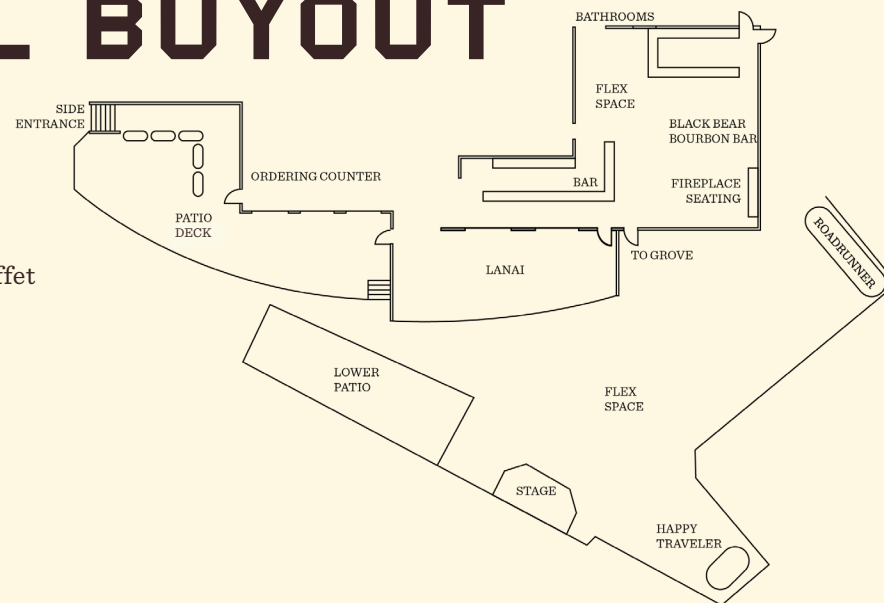 L BUYOUT
BATHROOMS
FLEX
SPACE
SIDE
ENTRANCE
BLACK BEAR
BOURBON BAR
ORDERING COUNTER
BAR
FIREPLACE
SEATING
PATIO
DECK
ROADRUNNER
TO GROVE
LANAI
ffet
LOWER
PATIO
FLEX
SPACE
STAGE
HAPPY
TRAVELER